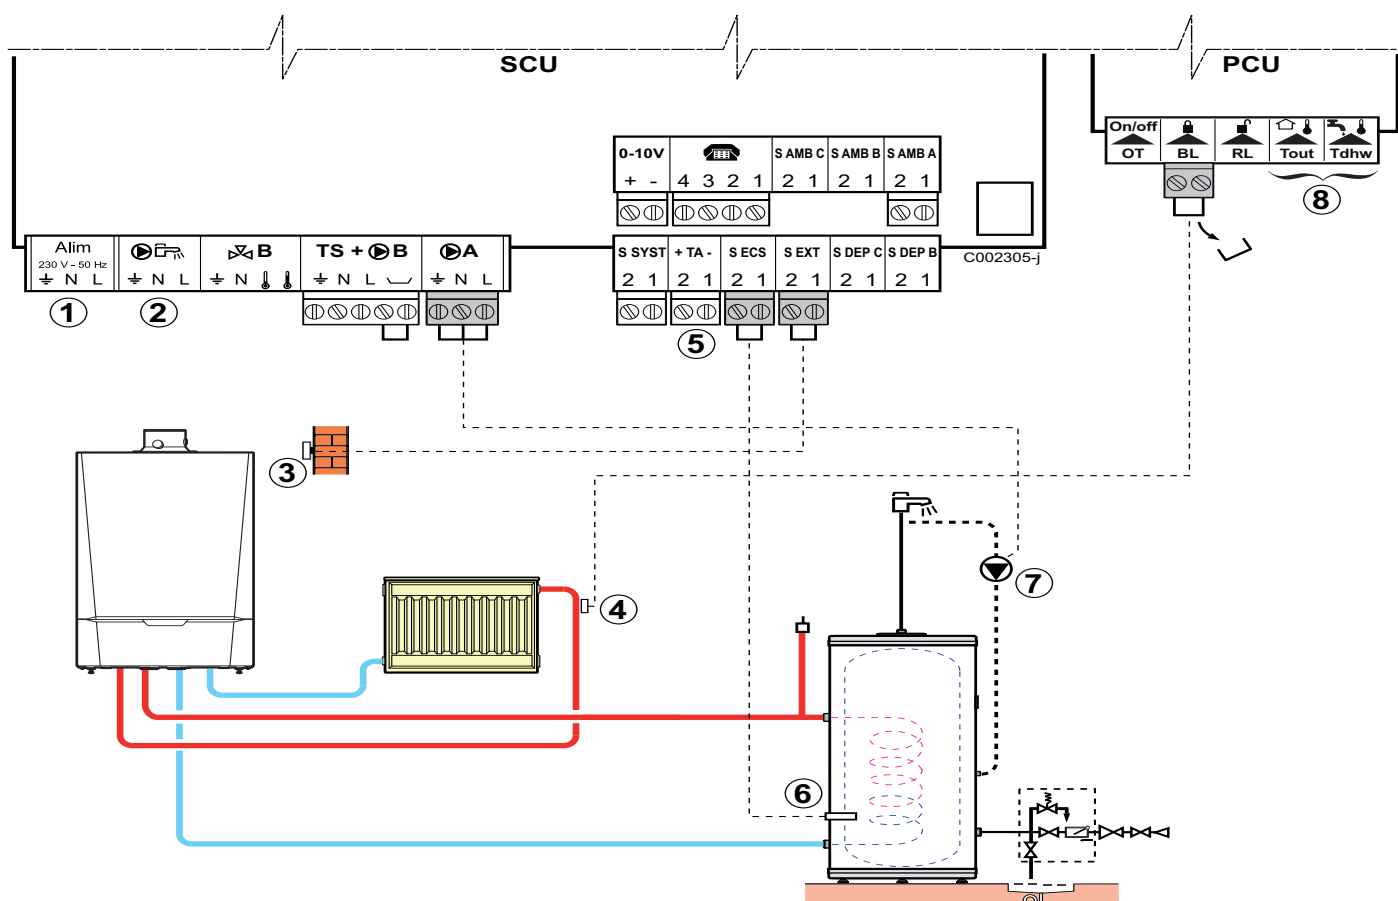 SCU
PCU
On/off
OT BL RL Tout Tdhw
8
0-10V S AMB C S AMB B S AMB A
+ - 4 3 2 1 2 1 2 1 2 1
Alim B TS + B A
230 V - 50 Hz
N L N L N N L N L
S SYST + TA - S ECS S EXT S DEP C S DEP B
2 1 2 1 2 1 2 1 2 1 2 1
C002305-j
1
2
5
3
4
7
6